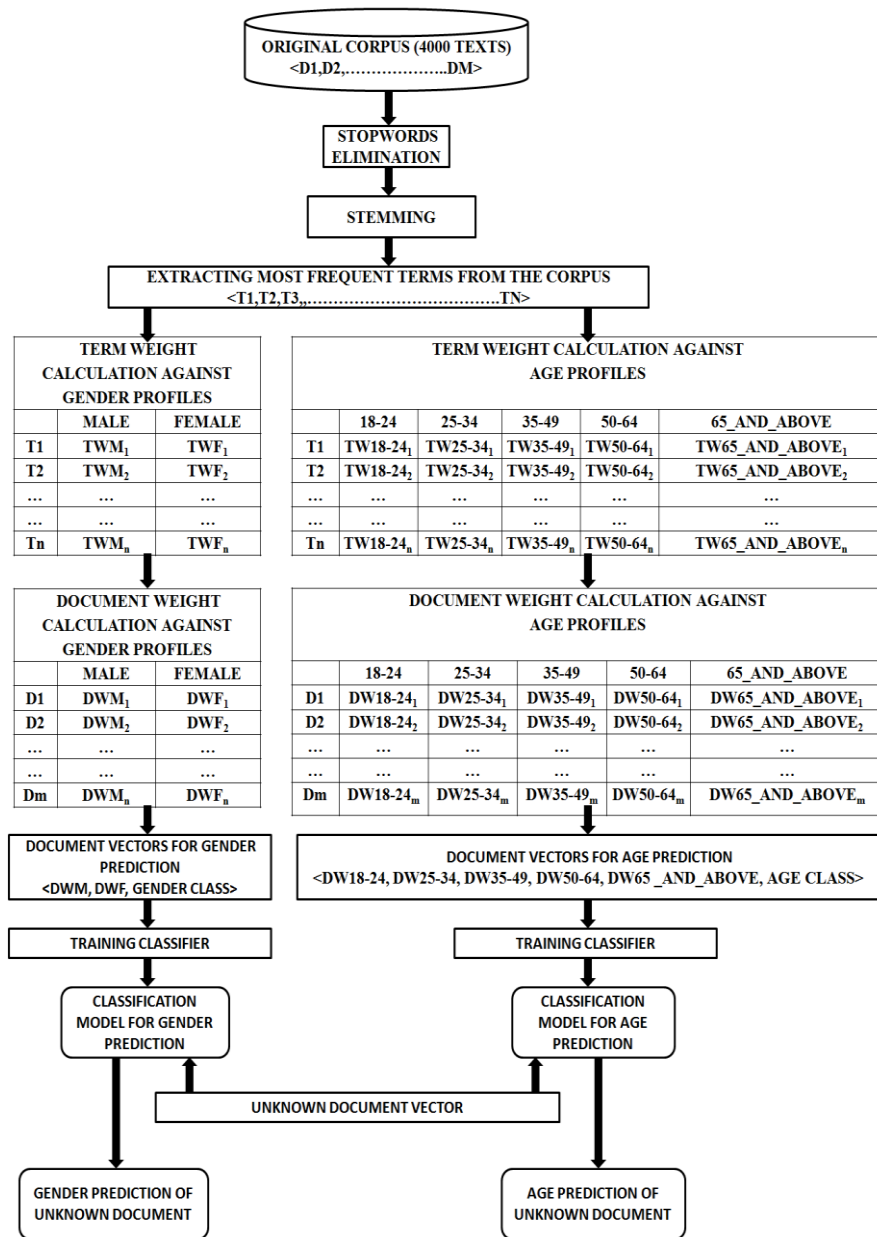 ORIGINAL CORPUS (4000 TEXTS)
<D1,D2,………………..DM>
STOPWORDS
ELIMINATION
STEMMING
EXTRACTING MOST FREQUENT TERMS FROM THE CORPUS
<T1,T2,T3,,……………………………….TN>
TERM WEIGHT
CALCULATION AGAINST
GENDER PROFILES
MALE FEMALE
T1 TWM₁ TWF₁
T2 TWM₂ TWF₂
… … …
… … …
Tn TWMₙ TWFₙ
TERM WEIGHT CALCULATION AGAINST
AGE PROFILES
18-24 25-34 35-49 50-64 65_AND_ABOVE
T1 TW18-24₁ TW25-34₁ TW35-49₁ TW50-64₁ TW65_AND_ABOVE₁
T2 TW18-24₂ TW25-34₂ TW35-49₂ TW50-64₂ TW65_AND_ABOVE₂
… … … … … …
… … … … … …
Tn TW18-24ₙ TW25-34ₙ TW35-49ₙ TW50-64ₙ TW65_AND_ABOVEₙ
DOCUMENT WEIGHT
CALCULATION AGAINST
GENDER PROFILES
MALE FEMALE
D1 DWM₁ DWF₁
D2 DWM₂ DWF₂
… … …
… … …
Dm DWMₙ DWFₙ
DOCUMENT WEIGHT CALCULATION AGAINST
AGE PROFILES
18-24 25-34 35-49 50-64 65_AND_ABOVE
D1 DW18-24₁ DW25-34₁ DW35-49₁ DW50-64₁ DW65_AND_ABOVE₁
D2 DW18-24₂ DW25-34₂ DW35-49₂ DW50-64₂ DW65_AND_ABOVE₂
… … … … … …
… … … … … …
Dm DW18-24ₘ DW25-34ₘ DW35-49ₘ DW50-64ₘ DW65_AND_ABOVEₘ
DOCUMENT VECTORS FOR GENDER
PREDICTION
<DWM, DWF, GENDER CLASS>
DOCUMENT VECTORS FOR AGE PREDICTION
<DW18-24, DW25-34, DW35-49, DW50-64, DW65 _AND_ABOVE, AGE CLASS>
TRAINING CLASSIFIER
TRAINING CLASSIFIER
CLASSIFICATION
MODEL FOR GENDER
PREDICTION
CLASSIFICATION
MODEL FOR AGE
PREDICTION
UNKNOWN DOCUMENT VECTOR
GENDER PREDICTION OF
UNKNOWN DOCUMENT
AGE PREDICTION OF
UNKNOWN DOCUMENT